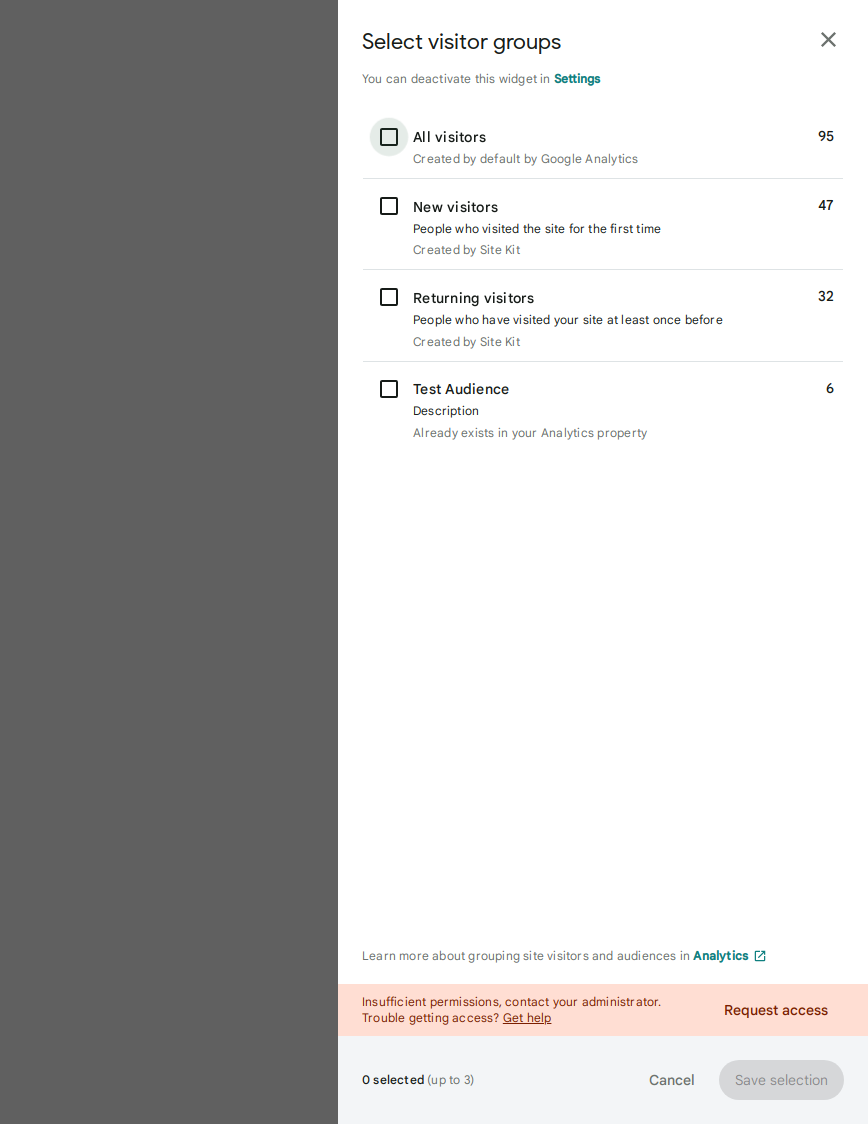 Select visitor groups
You can deactivate this widget in Settings
All visitors 95
Created by default by Google Analytics
New visitors 47
People who visited the site for the first time
Created by Site Kit
Returning visitors 32
People who have visited your site at least once before
Created by Site Kit
Test Audience 6
Description
Already exists in your Analytics property
Learn more about grouping site visitors and audiences in Analytics
Insufficient permissions, contact your administrator.
Trouble getting access? Get help
Request access
0 selected (up to 3) Cancel Save selection